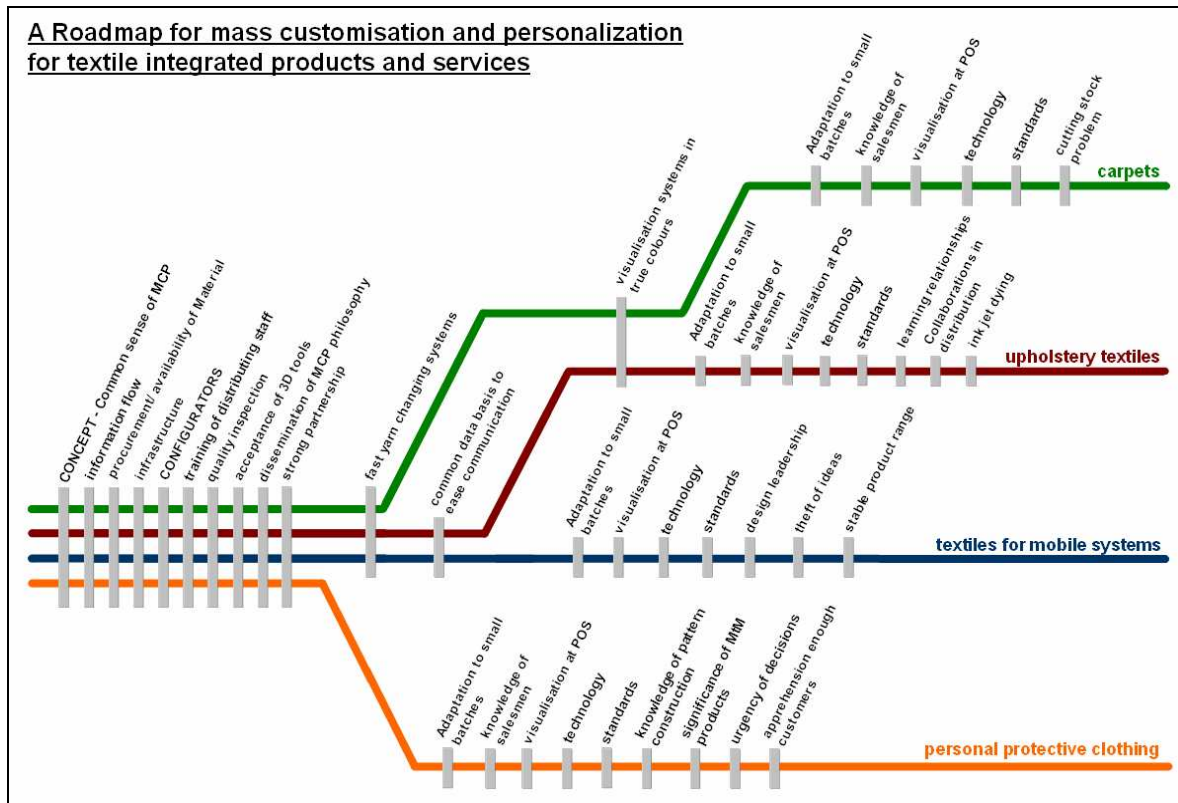 A Roadmap for mass customisation and personalization
for textile integrated products and services
CONCEPT - Common sense of MCP
information flow
procurement/ availability of Material
infrastructure
CONFIGURATORS
training of distributing staff
quality inspection
acceptance of 3D tools
dissemination of MCP philosophy
strong partnership
fast yarn changing systems
common data basis to
ease communication
visualisation systems in
true colours
Adaptation to small
batches
knowledge of
salesmen
visualisation at POS
technology
standards
cutting stock
problem
carpets
Adaptation to small
batches
knowledge of
salesmen
visualisation at POS
technology
standards
learning relationships
Collaborations in
distribution
ink jet dying
upholstery textiles
Adaptation to small
batches
visualisation at POS
technology
standards
design leadership
theft of ideas
stable product range
textiles for mobile systems
Adaptation to small
batches
knowledge of
salesmen
visualisation at POS
technology
standards
knowledge of pattern
construction
significance of MtM
products
urgency of decisions
apprehension enough
customers
personal protective clothing